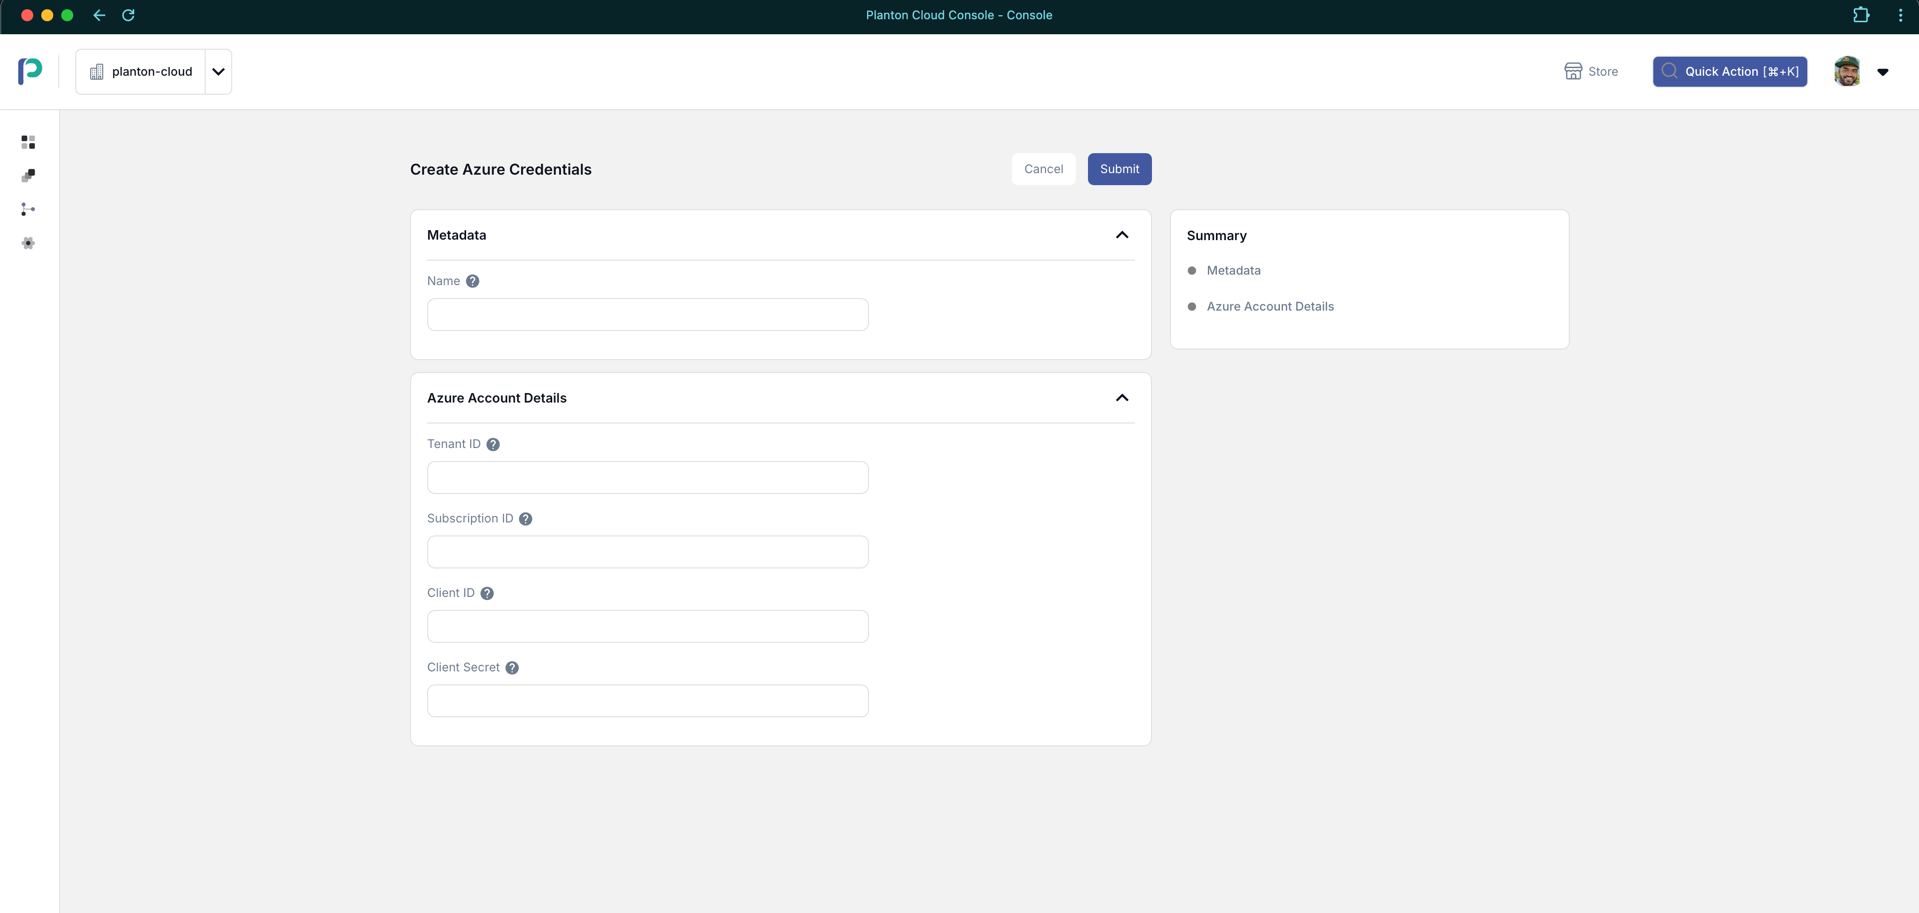 Planton Cloud Console - Console
planton-cloud
Store
Quick Action [⌘+K]
Create Azure Credentials
Cancel
Submit
Metadata
Name
Summary
Metadata
Azure Account Details
Azure Account Details
Tenant ID
Subscription ID
Client ID
Client Secret